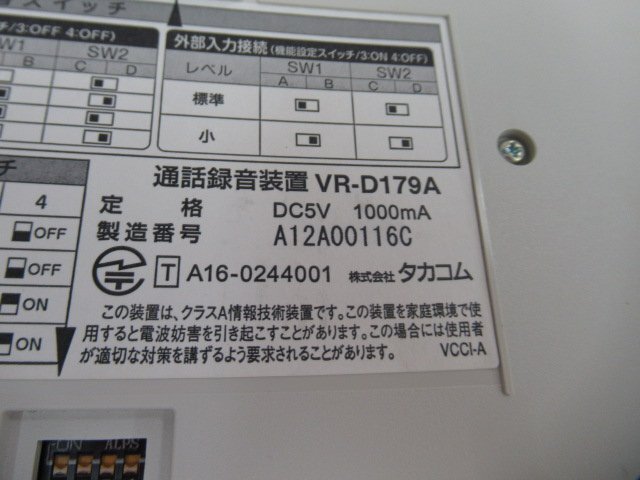 スイッチ
/3:OFF 4:OFF)
SW1 SW2
B C D
外部入力接続 (機能設定スイッチ/3:ON 4:OFF)
レベル SW1 SW2
A B C D
標準
小
チ
4
OFF
OFF
ON
ON
通話録音装置 VR-D179A
定 格 DC5V 1000mA
製造番号 A12A00116C
T A16-0244001 株式会社 タカコム
この装置は、クラスA情報技術装置です。この装置を家庭環境で使
用すると電波妨害を引き起こすことがあります。この場合には使用者
が適切な対策を講ずるよう要求されることがあります。 VCCI-A
ON ALPS